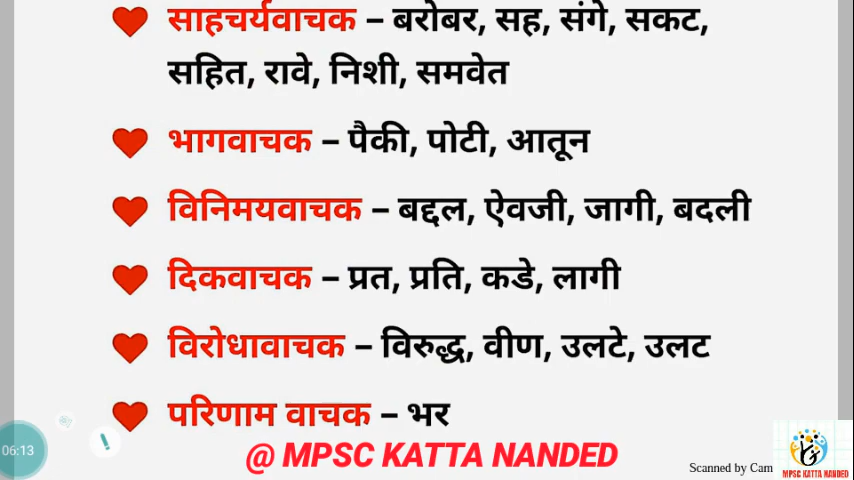 साहचर्यवाचक – बरोबर, सह, संगे, सकट,
सहित, रावे, निशी, समवेत
भागवाचक – पैकी, पोटी, आतून
विनिमयवाचक – बद्दल, ऐवजी, जागी, बदली
दिकवाचक – प्रत, प्रति, कडे, लागी
विरोधावाचक – विरुद्ध, वीण, उलटे, उलट
परिणाम वाचक – भर
06:13
@ MPSC KATTA NANDED
Scanned by Cam
MPSC KATTA NANDED